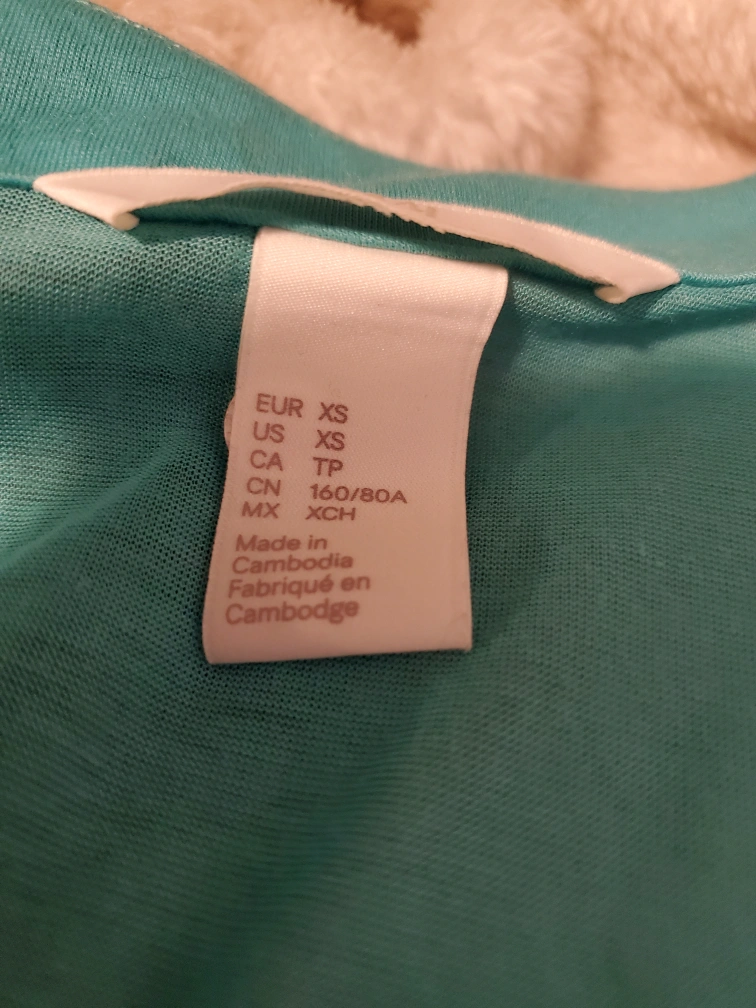 EUR XS
US XS
CA TP
CN 160/80A
MX XCH
Made in
Cambodia
Fabriqué en
Cambodge